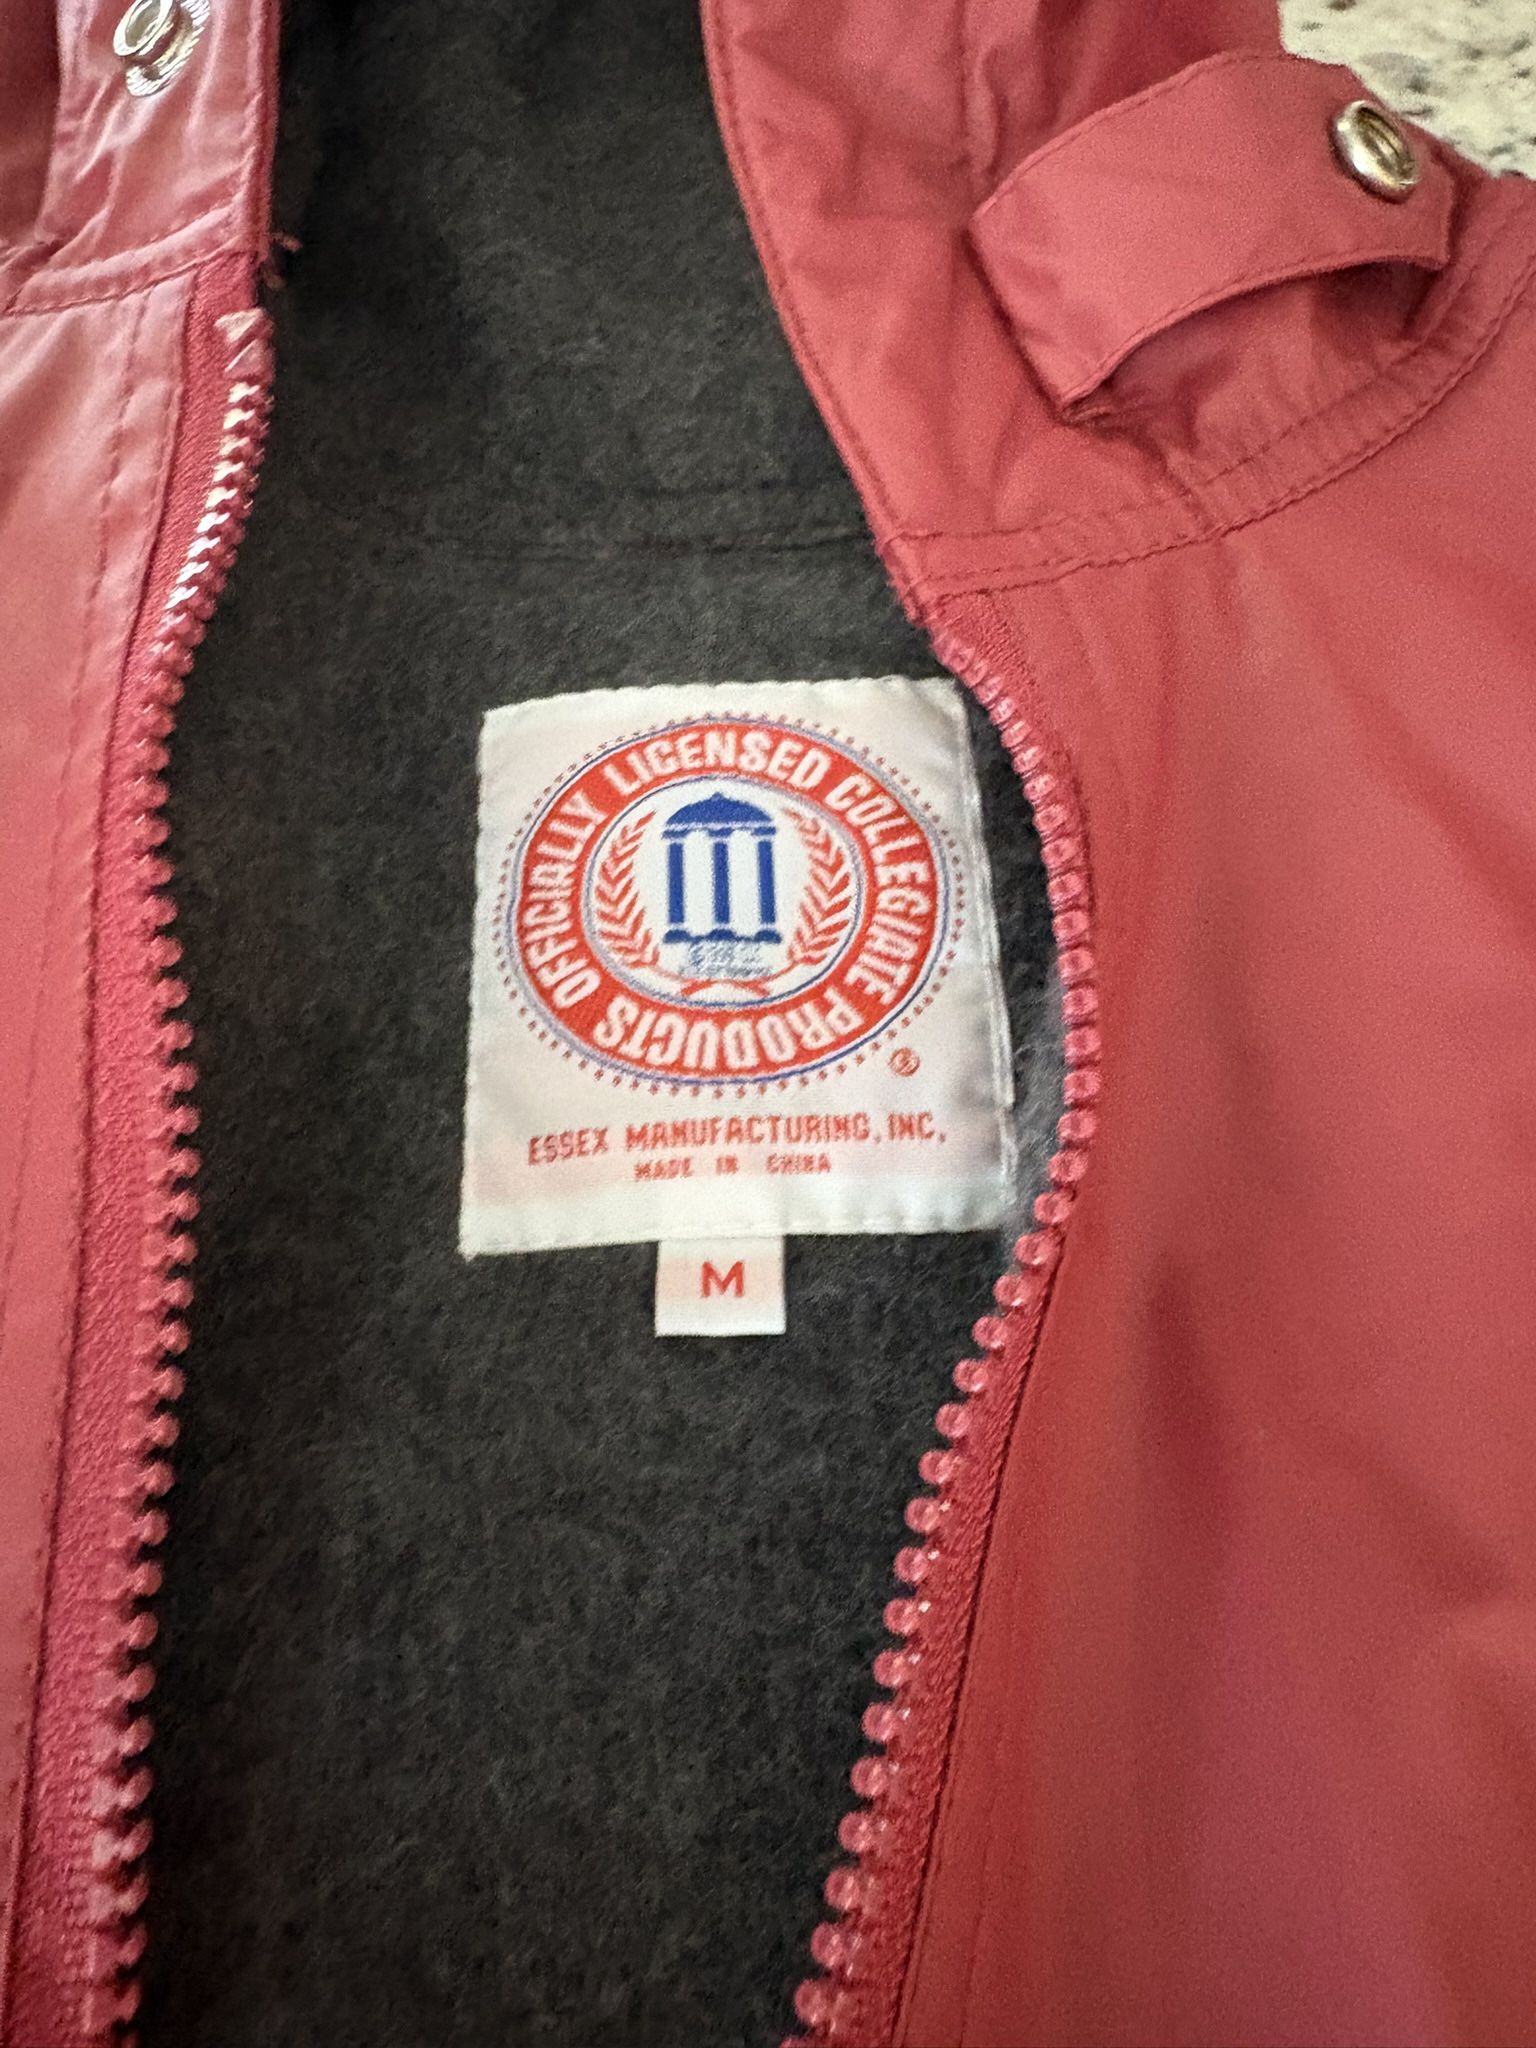 OFFICIALLY LICENSED COLLEGIATE PRODUCTS
®
ESSEX MANUFACTURING, INC.
MADE IN CHINA
M